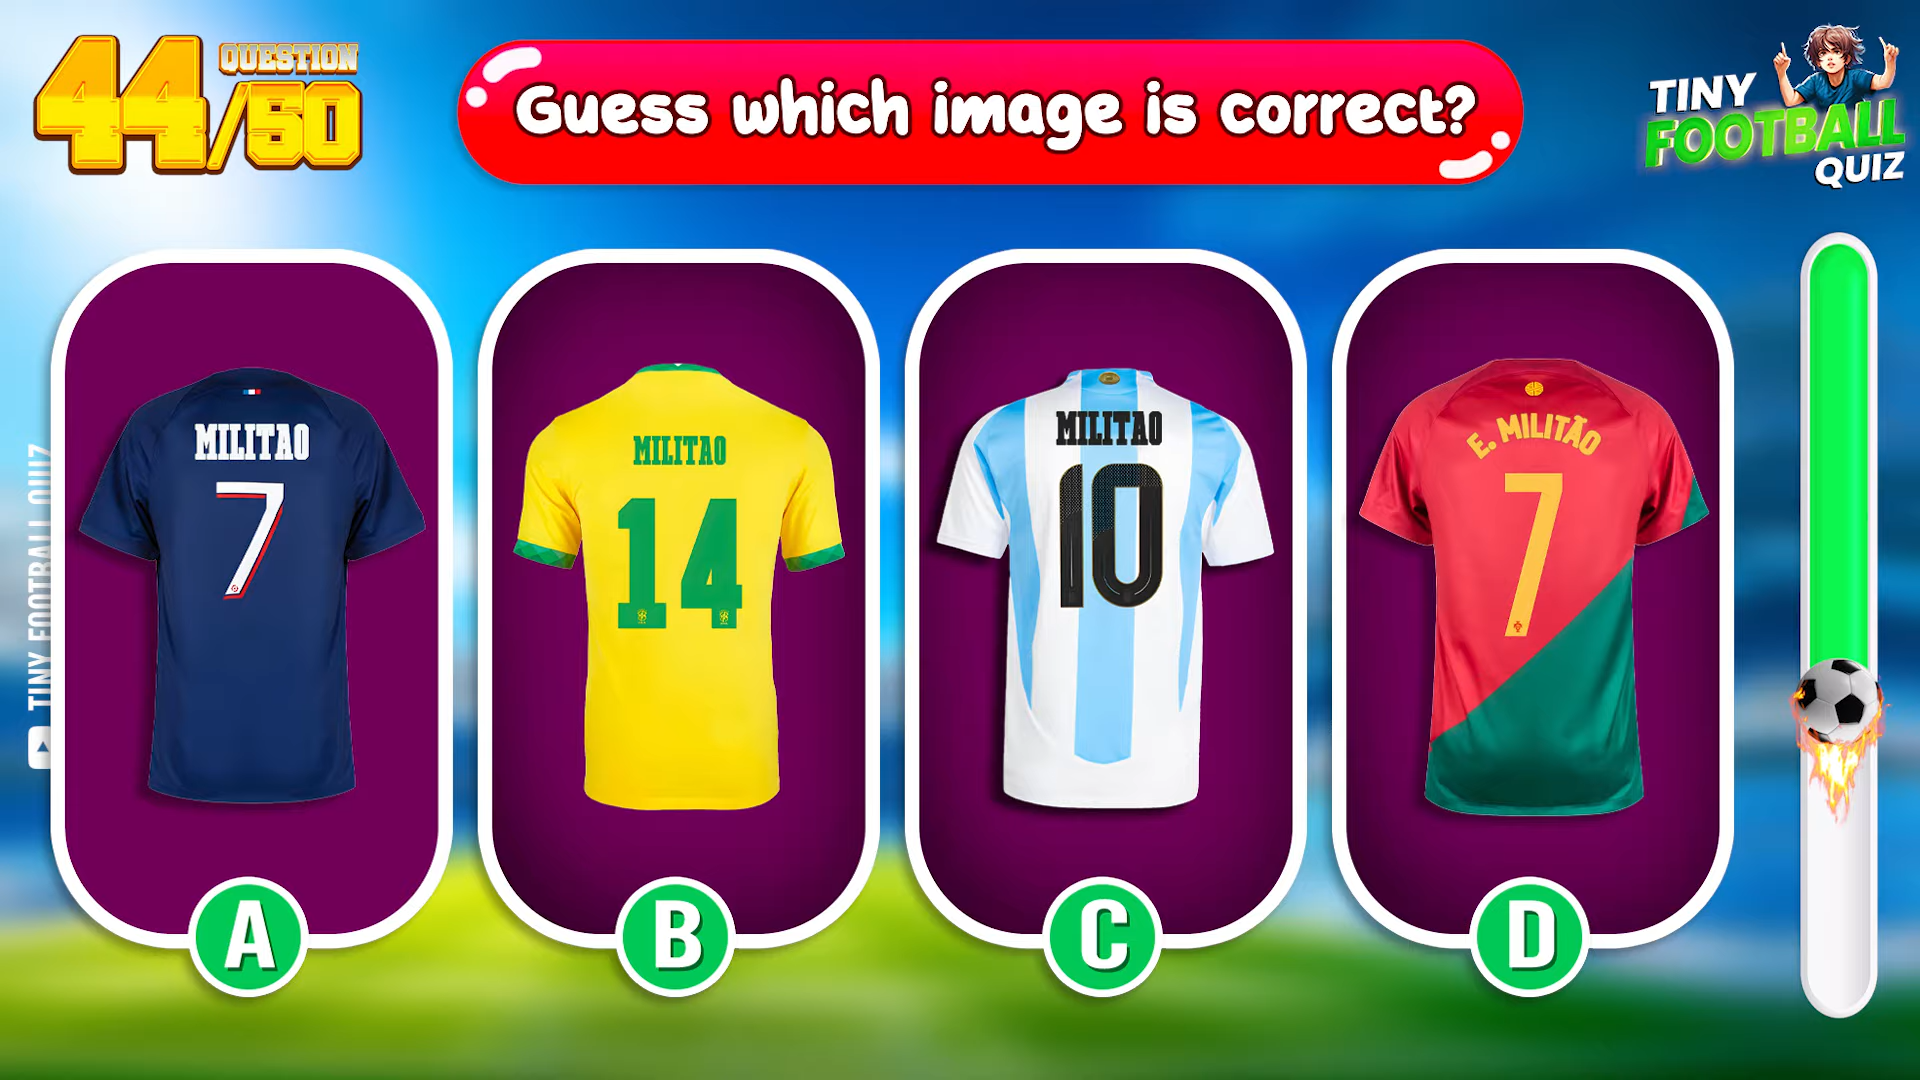 44/50
QUESTION
Guess which image is correct?
TINY
FOOTBALL
QUIZ
TINY FOOTBALL QUIZ
MILITAO
7
MILITAO
14
MILITAO
10
E. MILITÃO
7
A
B
C
D